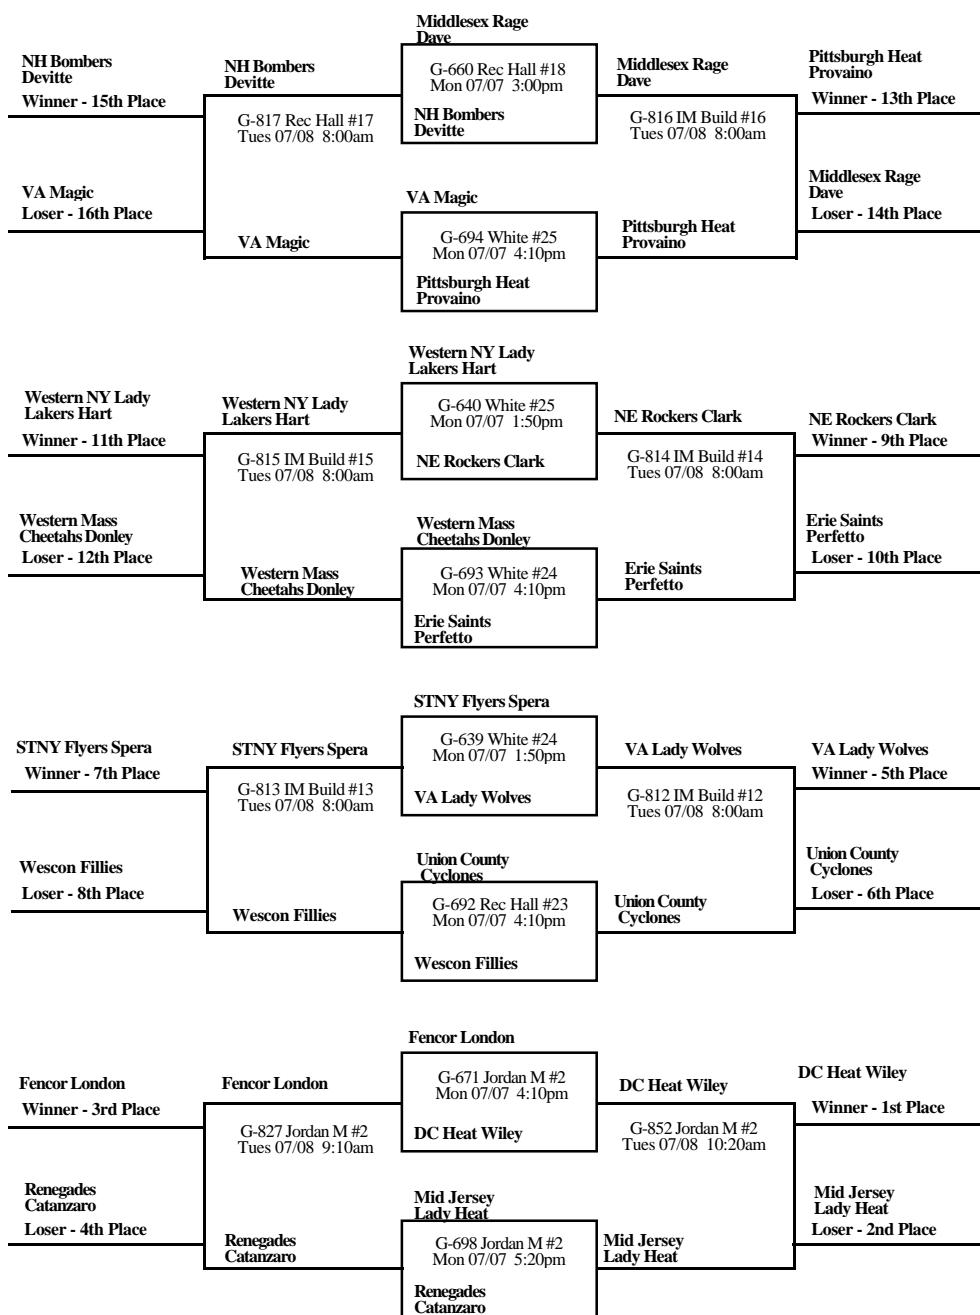 Middlesex Rage
Dave
NH Bombers
Devitte
Winner - 15th Place
NH Bombers
Devitte
G-660 Rec Hall #18
Mon 07/07 3:00pm
NH Bombers
Devitte
Middlesex Rage
Dave
Pittsburgh Heat
Provaino
Winner - 13th Place
G-817 Rec Hall #17
Tues 07/08 8:00am
G-816 IM Build #16
Tues 07/08 8:00am
VA Magic
Loser - 16th Place
VA Magic
VA Magic
G-694 White #25
Mon 07/07 4:10pm
Pittsburgh Heat
Provaino
Pittsburgh Heat
Provaino
Middlesex Rage
Dave
Loser - 14th Place
Western NY Lady
Lakers Hart
Western NY Lady
Lakers Hart
Winner - 11th Place
Western NY Lady
Lakers Hart
G-640 White #25
Mon 07/07 1:50pm
NE Rockers Clark
NE Rockers Clark
NE Rockers Clark
Winner - 9th Place
G-815 IM Build #15
Tues 07/08 8:00am
G-814 IM Build #14
Tues 07/08 8:00am
Western Mass
Cheetahs Donley
Loser - 12th Place
Western Mass
Cheetahs Donley
Western Mass
Cheetahs Donley
G-693 White #24
Mon 07/07 4:10pm
Erie Saints
Perfetto
Erie Saints
Perfetto
Erie Saints
Perfetto
Loser - 10th Place
STNY Flyers Spera
STNY Flyers Spera
Winner - 7th Place
STNY Flyers Spera
G-639 White #24
Mon 07/07 1:50pm
VA Lady Wolves
VA Lady Wolves
VA Lady Wolves
Winner - 5th Place
G-813 IM Build #13
Tues 07/08 8:00am
G-812 IM Build #12
Tues 07/08 8:00am
Wescon Fillies
Loser - 8th Place
Wescon Fillies
Union County
Cyclones
G-692 Rec Hall #23
Mon 07/07 4:10pm
Wescon Fillies
Union County
Cyclones
Union County
Cyclones
Loser - 6th Place
Fencor London
Fencor London
Winner - 3rd Place
Fencor London
G-671 Jordan M #2
Mon 07/07 4:10pm
DC Heat Wiley
DC Heat Wiley
DC Heat Wiley
Winner - 1st Place
G-827 Jordan M #2
Tues 07/08 9:10am
G-852 Jordan M #2
Tues 07/08 10:20am
Renegades
Catanzaro
Loser - 4th Place
Renegades
Catanzaro
Mid Jersey
Lady Heat
G-698 Jordan M #2
Mon 07/07 5:20pm
Renegades
Catanzaro
Mid Jersey
Lady Heat
Mid Jersey
Lady Heat
Loser - 2nd Place